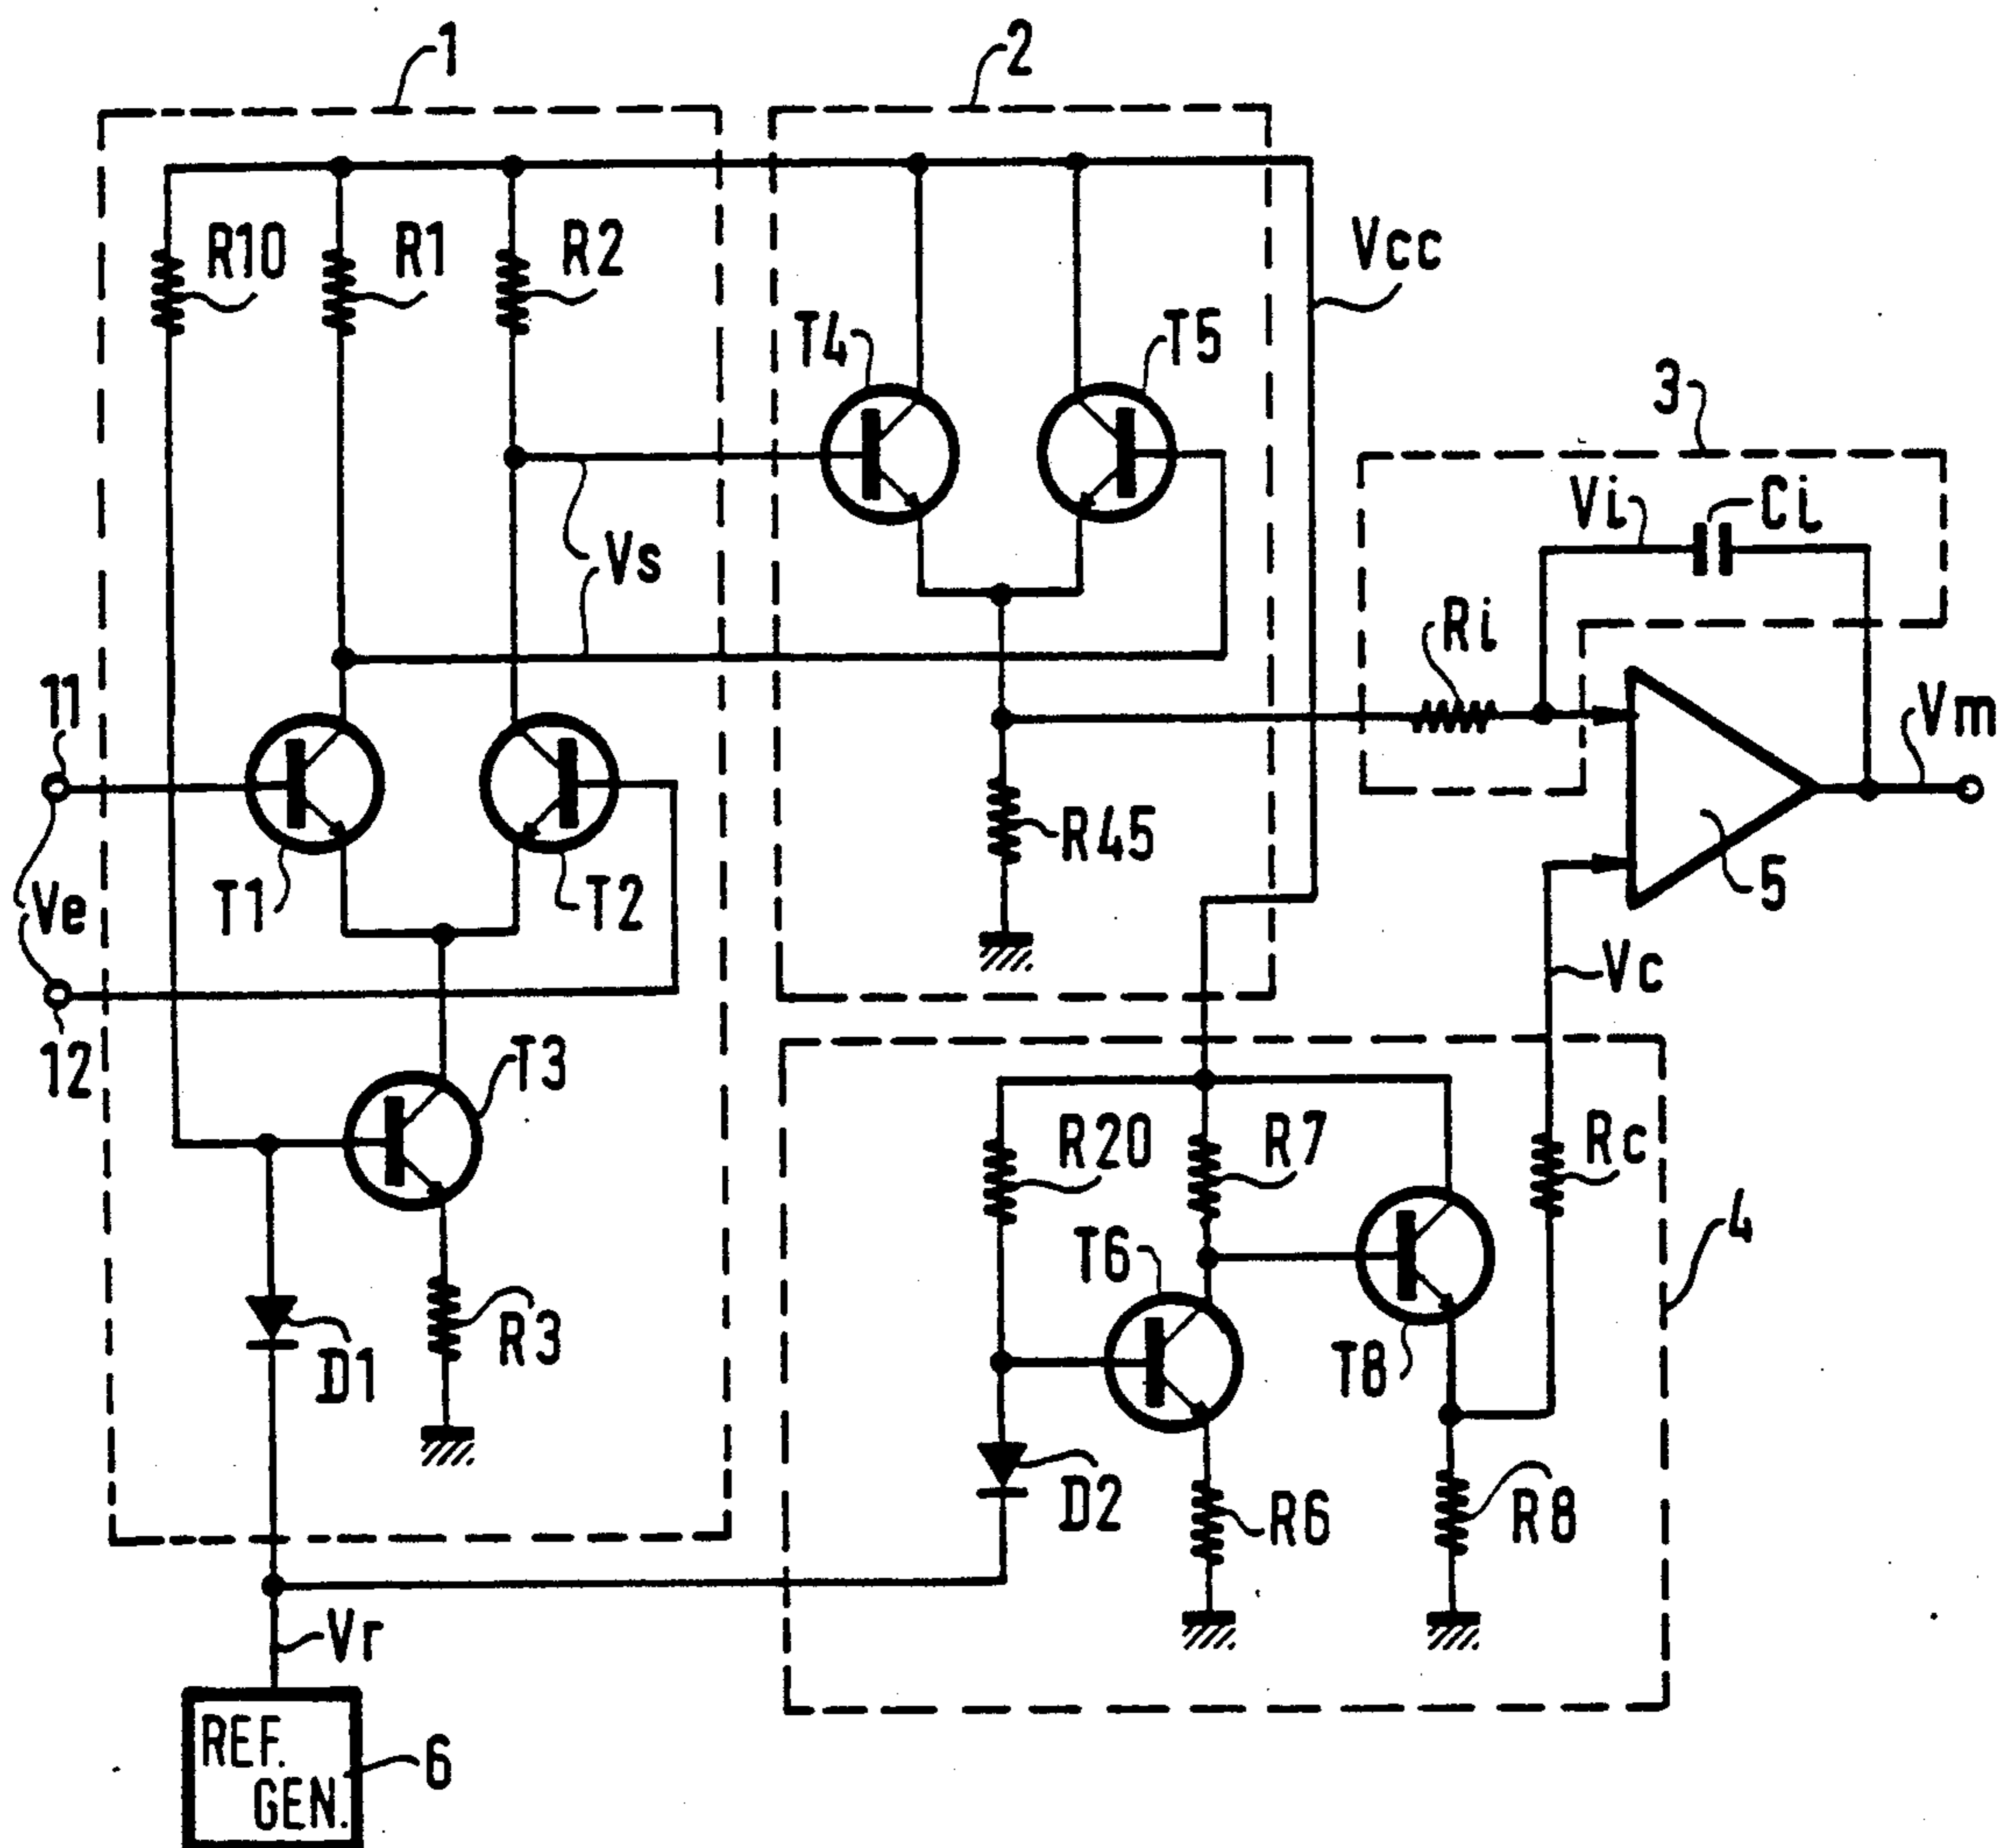 1
2
R10
R1
R2
Vcc
T4
T5
3
Vi
Ci
Vs
Ri
11
Vm
R45
5
Ve
T1
T2
Vc
12
T3
R20
R7
Rc
4
T6
R3
D1
T8
D2
R6
R8
Vr
REF.
GEN.
6